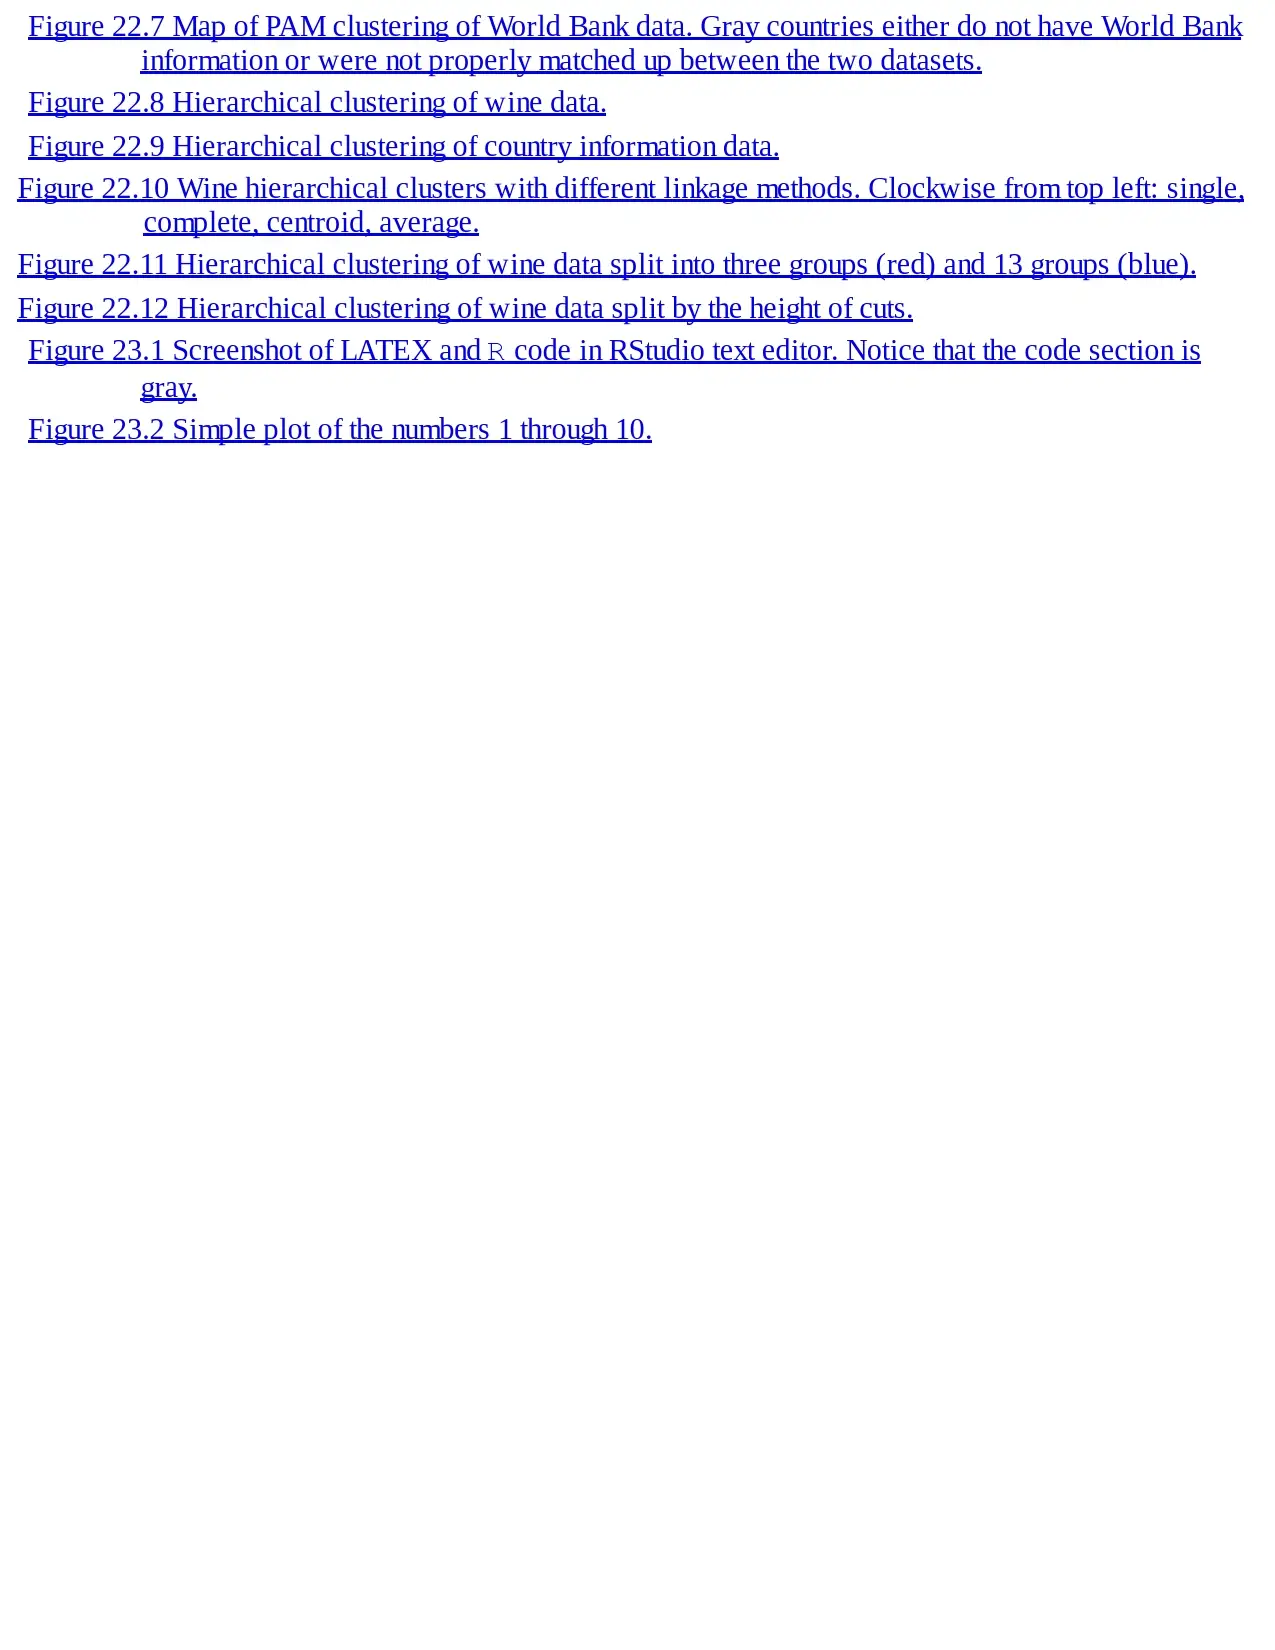 Figure 22.7 Map of PAM clustering of World Bank data. Gray countries either do not have World Bank
information or were not properly matched up between the two datasets.
Figure 22.8 Hierarchical clustering of wine data.
Figure 22.9 Hierarchical clustering of country information data.
Figure 22.10 Wine hierarchical clusters with different linkage methods. Clockwise from top left: single,
complete, centroid, average.
Figure 22.11 Hierarchical clustering of wine data split into three groups (red) and 13 groups (blue).
Figure 22.12 Hierarchical clustering of wine data split by the height of cuts.
Figure 23.1 Screenshot of LATEX and R code in RStudio text editor. Notice that the code section is
gray.
Figure 23.2 Simple plot of the numbers 1 through 10.